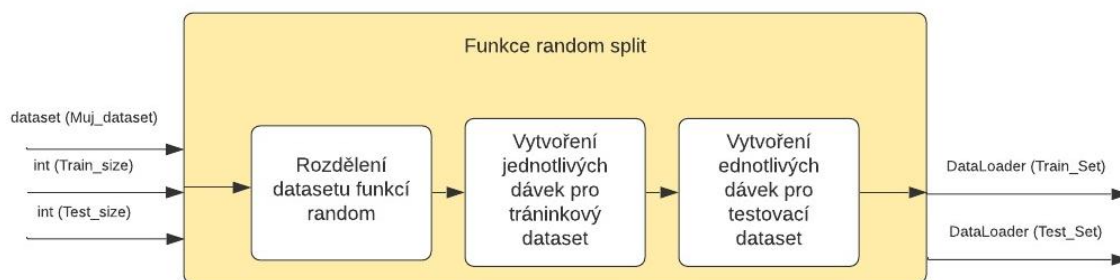 Funkce random split
dataset (Muj_dataset)
int (Train_size)
int (Test_size)
Rozdělení
datasetu funkcí
random
Vytvoření
jednotlivých
dávek pro
tráninkový
dataset
Vytvoření
ednotlivých
dávek pro
testovací
dataset
DataLoader (Train_Set)
DataLoader (Test_Set)